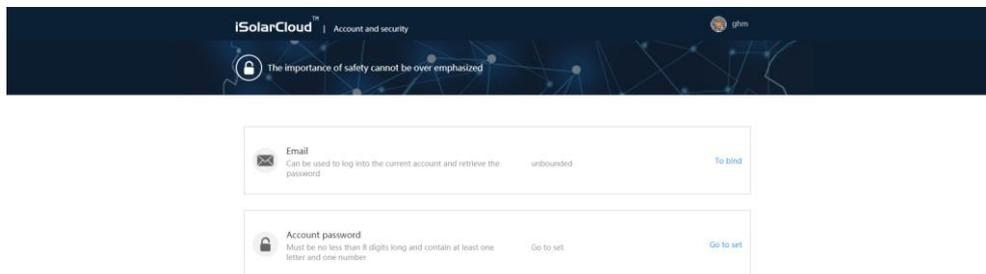 iSolarCloud™ | Account and security
ghm
The importance of safety cannot be over emphasized
Email
Can be used to log into the current account and retrieve the
password
unbounded
To bind
Account password
Must be no less than 8 digits long and contain at least one
letter and one number
Go to set
Go to set